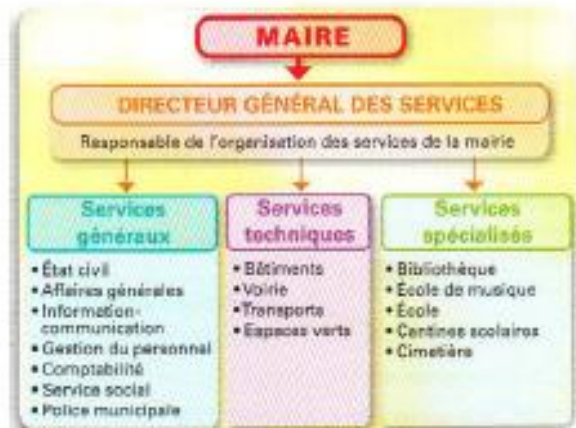 MAIRE
DIRECTEUR GÉNÉRAL DES SERVICES
Responsable de l'organisation des services de la mairie
Services
généraux
• État civil
• Affaires générales
• Information-
communication
• Gestion du personnel
• Comptabilité
• Service social
• Police municipale
Services
techniques
• Bâtiments
• Voirie
• Transports
• Espaces verts
Services
spécialisés
• Bibliothèque
• École de musique
• École
• Cantines scolaires
• Cimetière